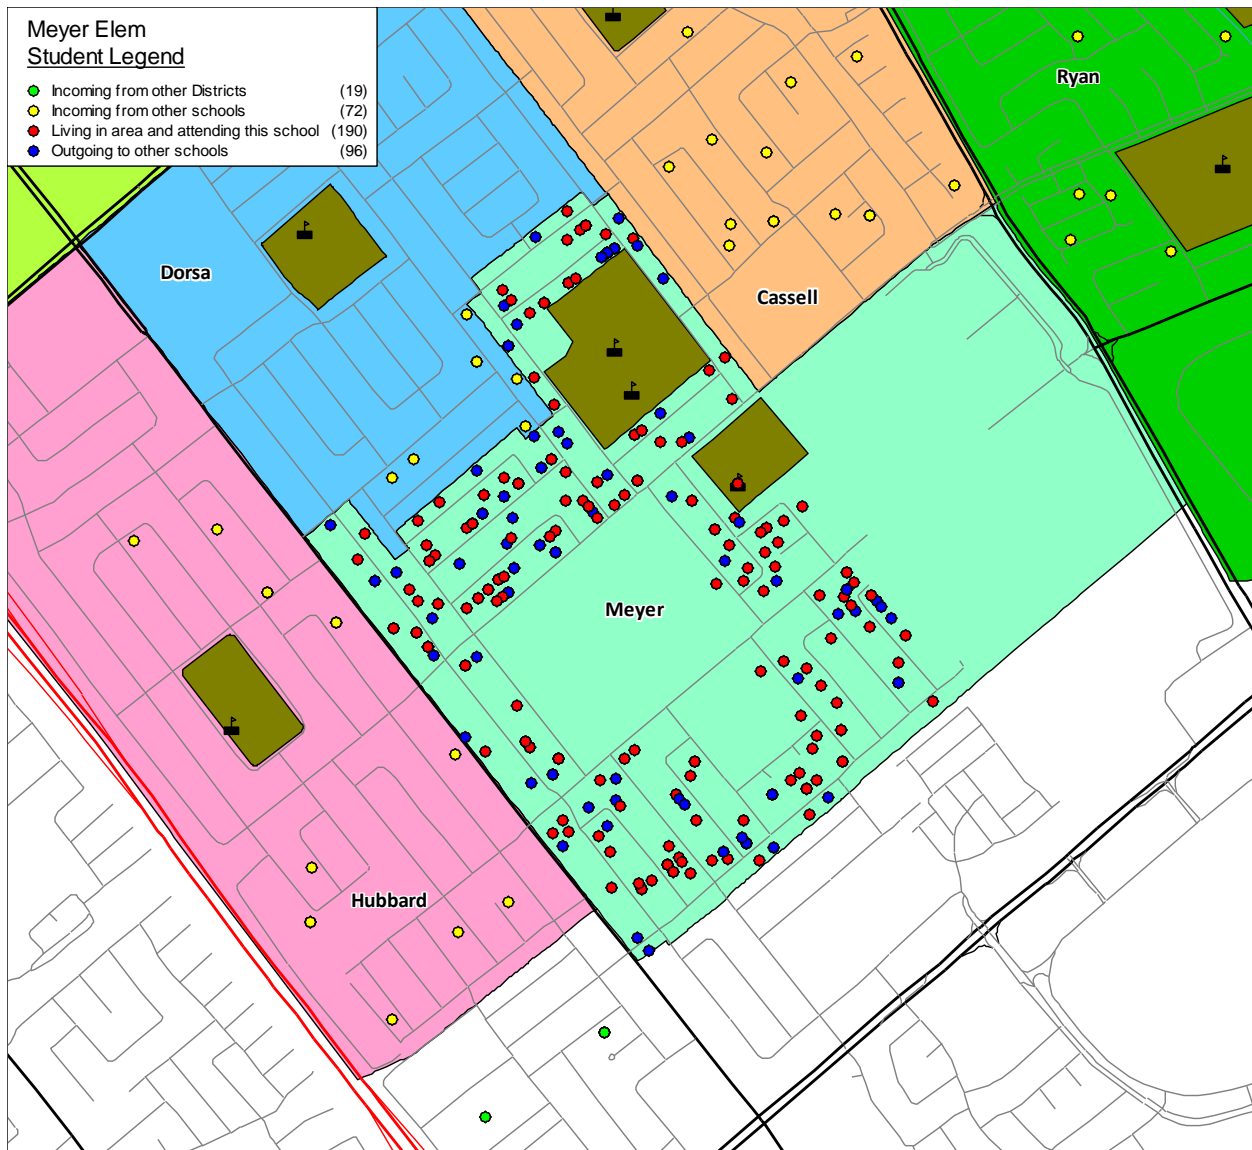 Meyer Elem
Student Legend
Incoming from other Districts (19)
Incoming from other schools (72)
Living in area and attending this school (190)
Outgoing to other schools (96)
Ryan
Dorsa
Cassell
Meyer
Hubbard